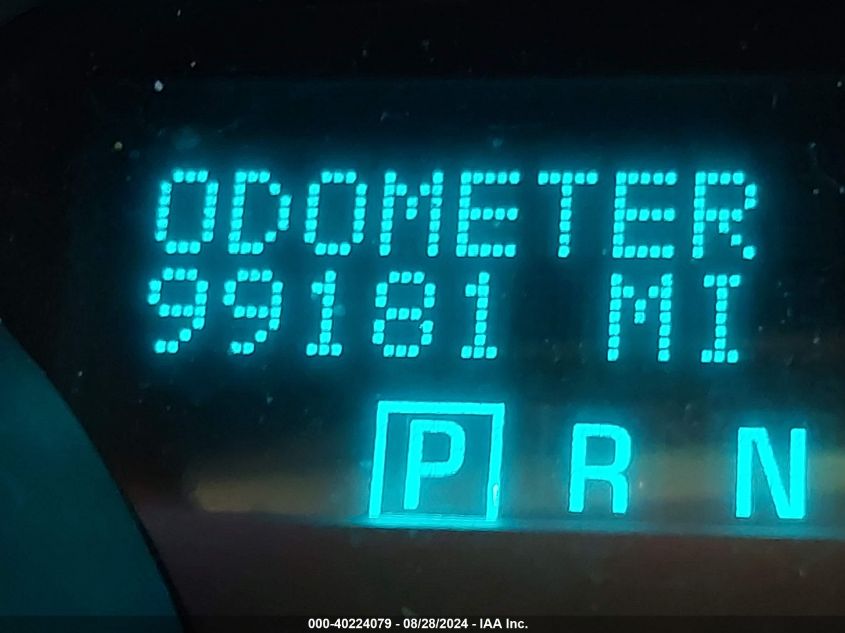 ODOMETER
99181 MI
P R N
000-40224079 - 08/28/2024 - IAA Inc.